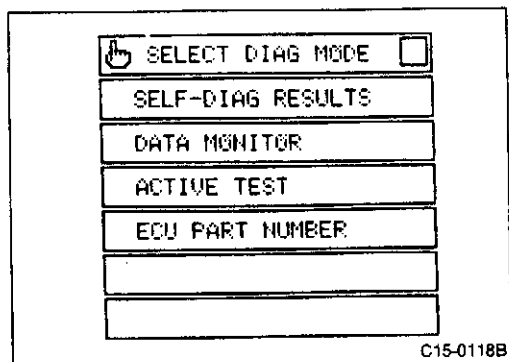 SELECT DIAG MODE
SELF-DIAG RESULTS
DATA MONITOR
ACTIVE TEST
ECU PART NUMBER
C15-0118B